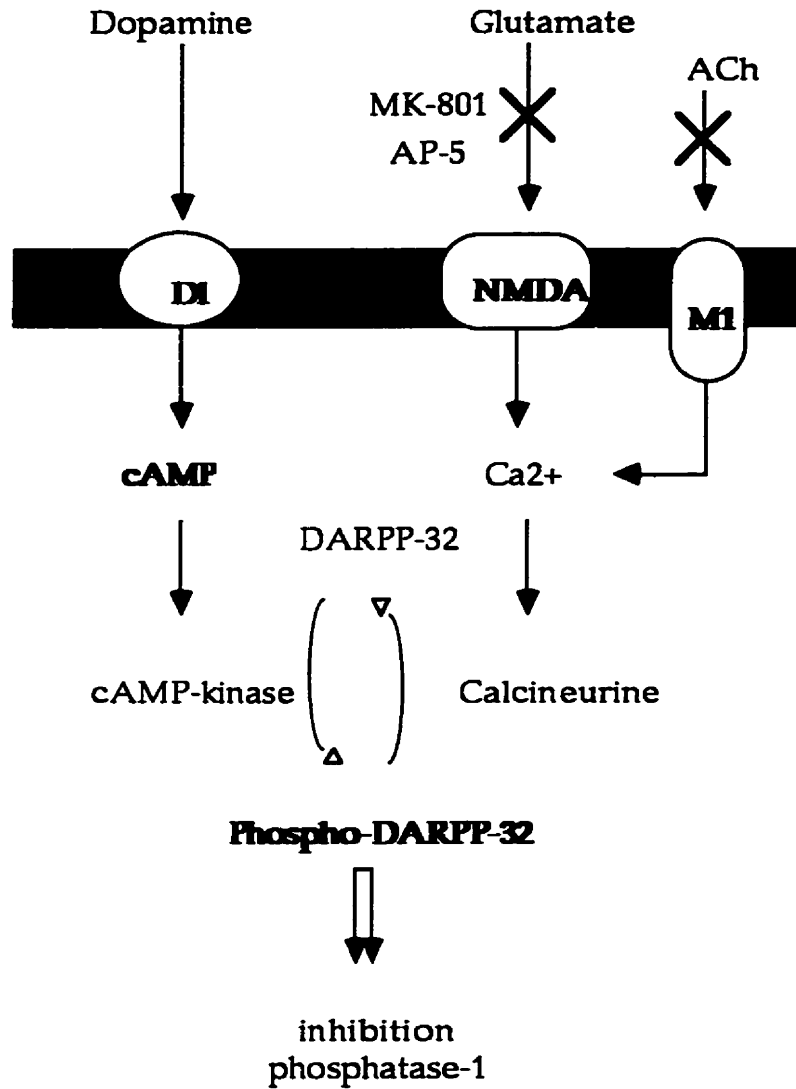 Dopamine
Glutamate
ACh
MK-801
AP-5
D1
NMDA
M1
cAMP
Ca2+
DARPP-32
cAMP-kinase
Calcineurine
Phospho-DARPP-32
inhibition
phosphatase-1